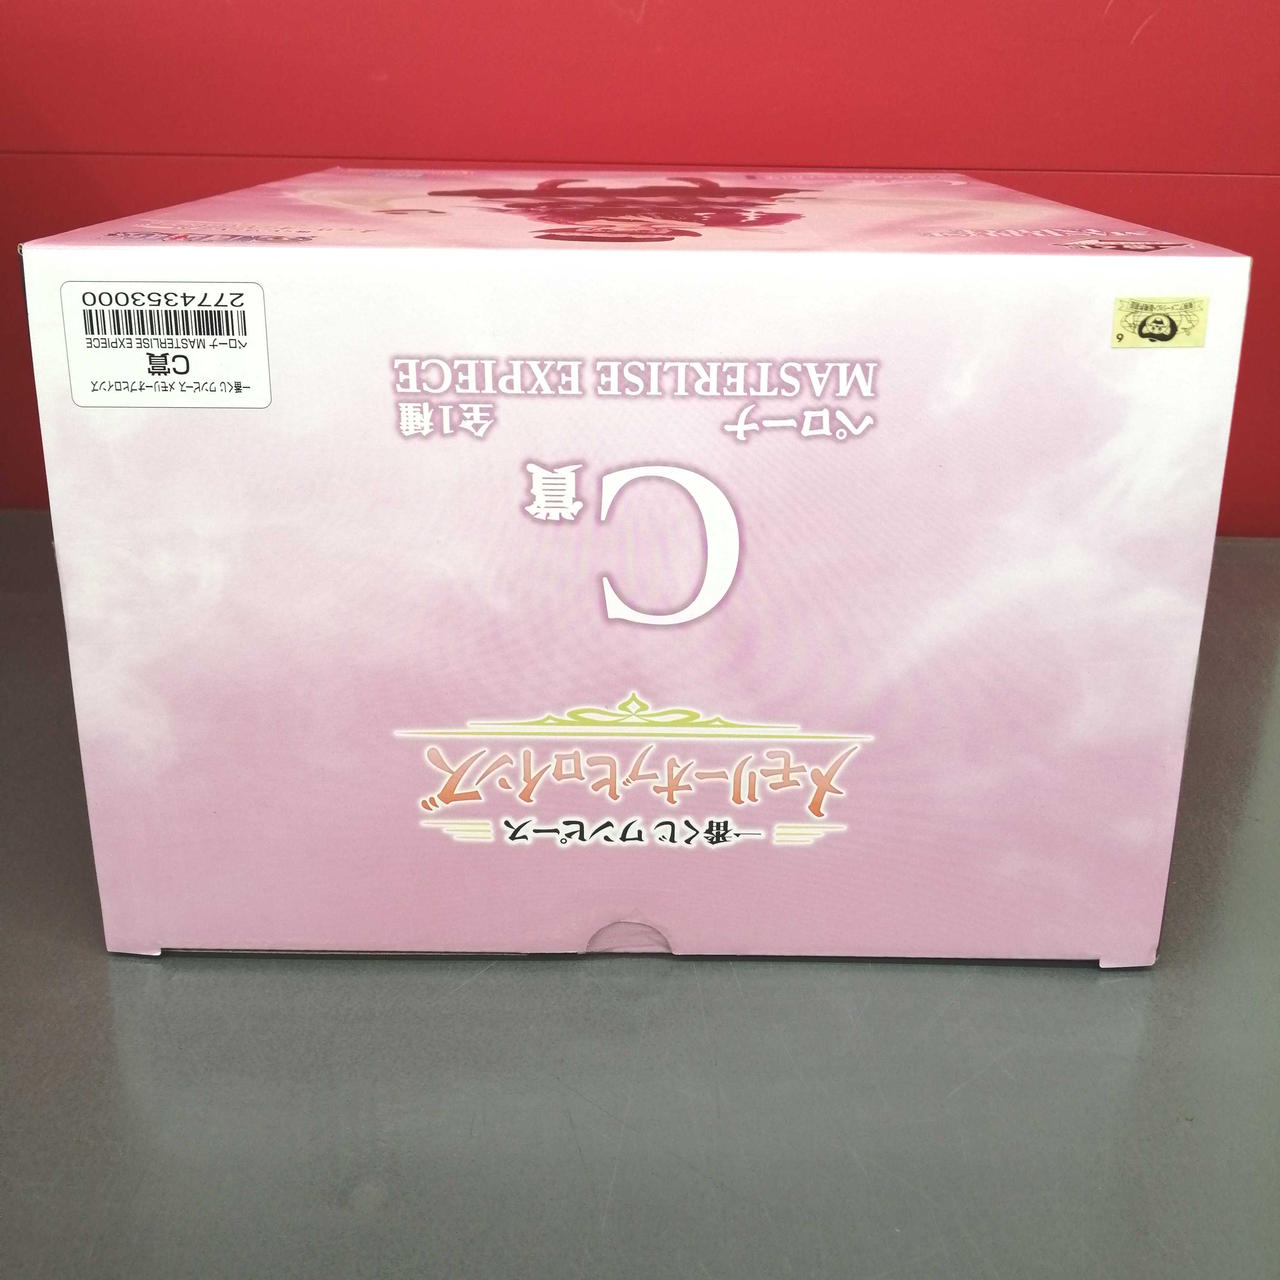 一番くじ ワンピース
メモリーオブヒロインズ
C賞
ペローナ 全1種
MASTERLISE EXPIECE
一番くじ ワンピース メモリーオブヒロインズ
C賞
ペローナ MASTERLISE EXPIECE
27774353000
6